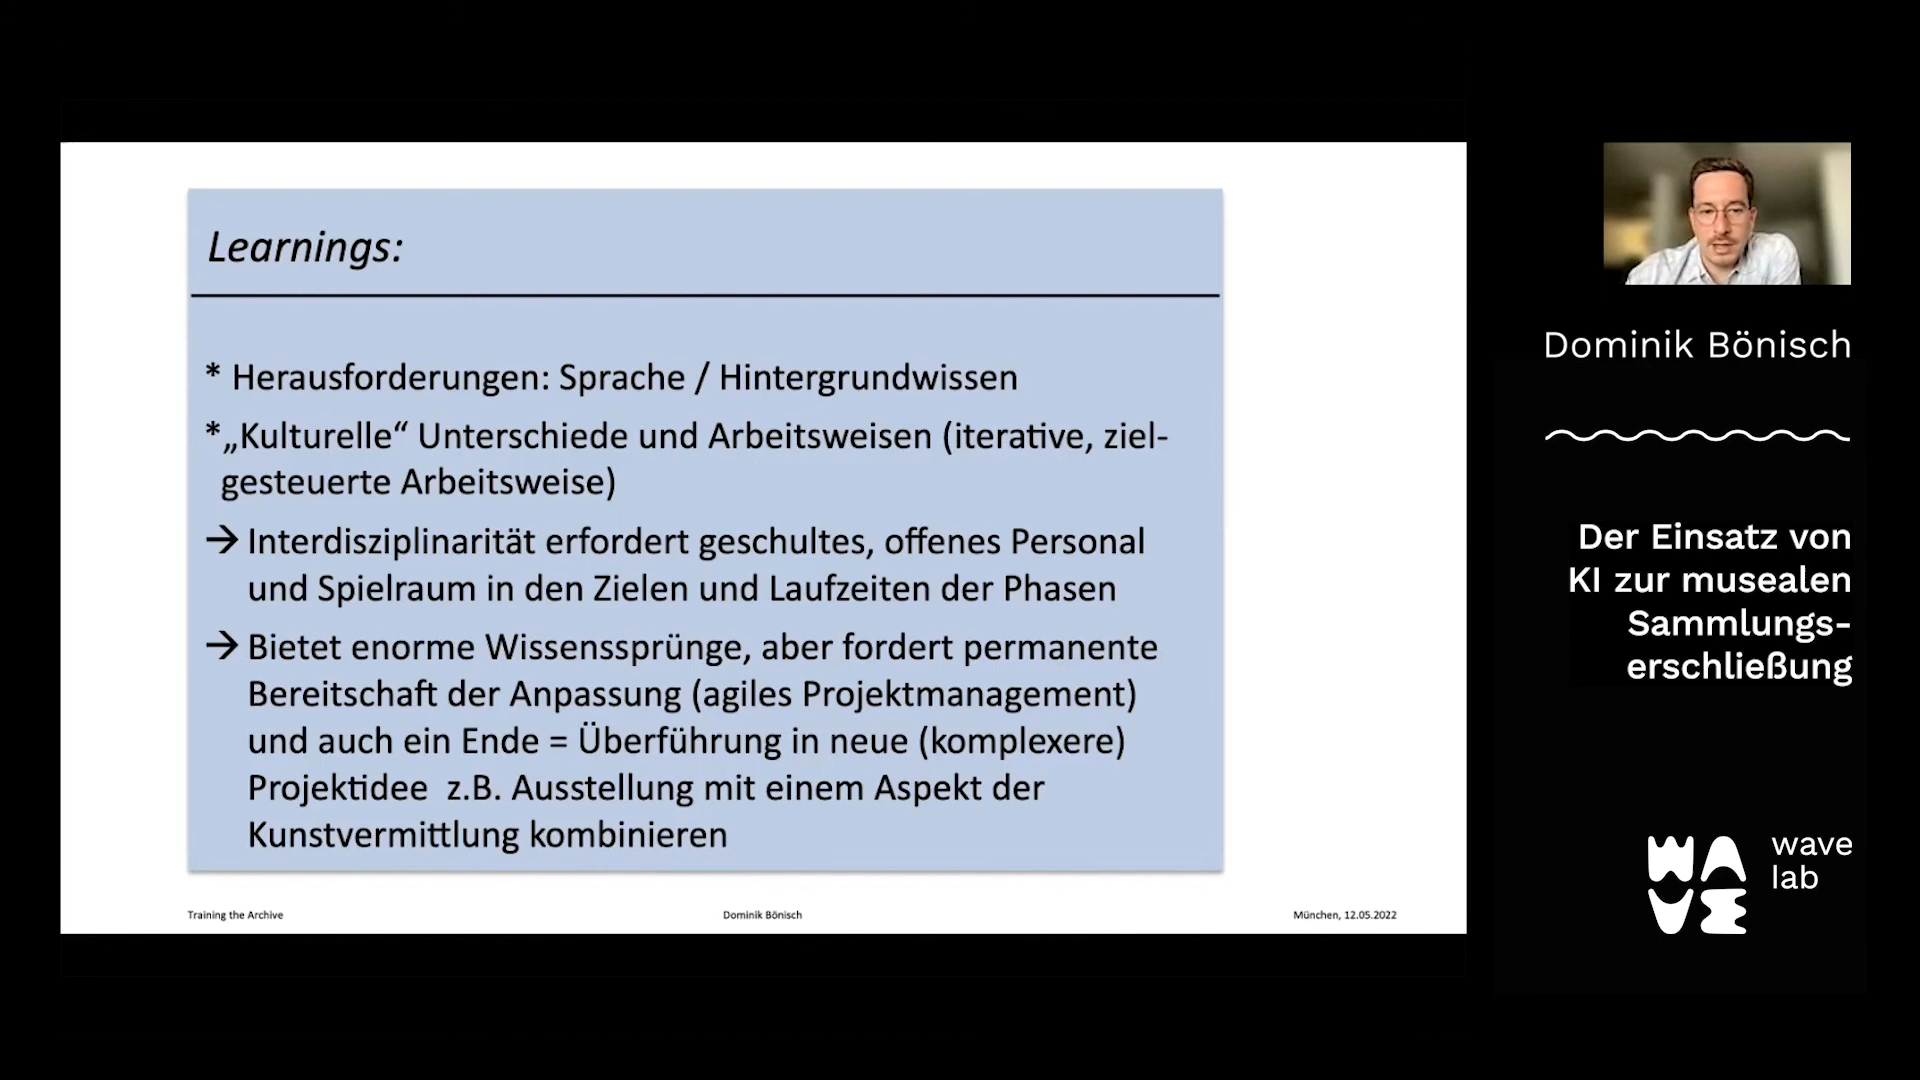 Learnings:
* Herausforderungen: Sprache / Hintergrundwissen
*„Kulturelle“ Unterschiede und Arbeitsweisen (iterative, ziel-
gesteuerte Arbeitsweise)
→ Interdisziplinarität erfordert geschultes, offenes Personal
und Spielraum in den Zielen und Laufzeiten der Phasen
→ Bietet enorme Wissenssprünge, aber fordert permanente
Bereitschaft der Anpassung (agiles Projektmanagement)
und auch ein Ende = Überführung in neue (komplexere)
Projektidee  z.B. Ausstellung mit einem Aspekt der
Kunstvermittlung kombinieren
Training the Archive
Dominik Bönisch
München, 12.05.2022
Dominik Bönisch
Der Einsatz von
KI zur musealen
Sammlungs-
erschließung
WA
VE
wave
lab